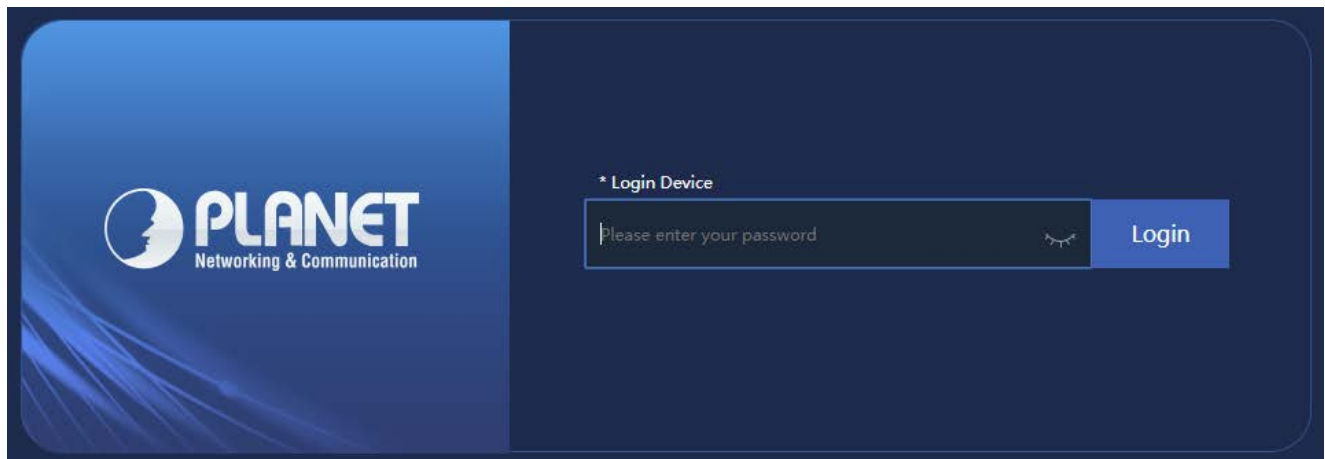 PLANET
Networking & Communication
* Login Device
Please enter your password
Login